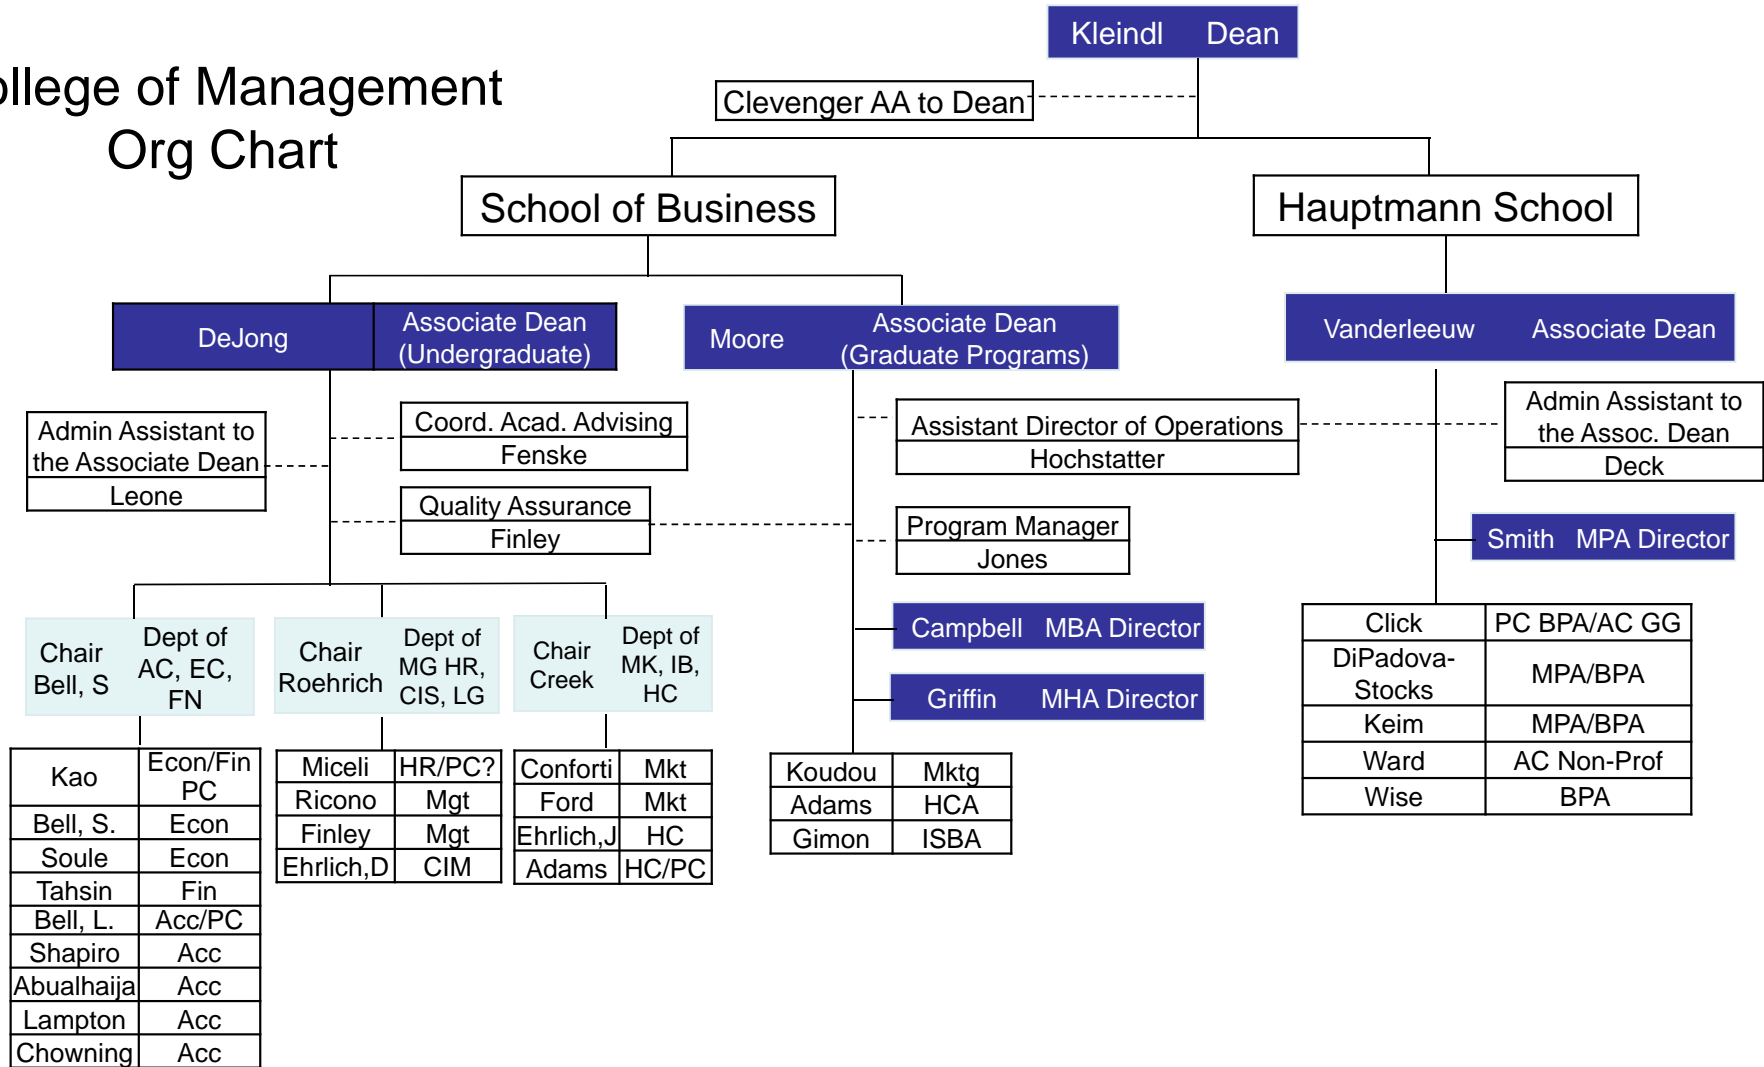 Kleindl Dean
ollege of Management
Org Chart
Clevenger AA to Dean
School of Business
Hauptmann School
DeJong
Associate Dean
(Undergraduate)
Moore
Associate Dean
(Graduate Programs)
Vanderleeuw Associate Dean
Admin Assistant to
the Associate Dean
Leone
Coord. Acad. Advising
Fenske
Quality Assurance
Finley
Assistant Director of Operations
Hochstatter
Admin Assistant to
the Assoc. Dean
Deck
Program Manager
Jones
Smith MPA Director
Campbell MBA Director
Griffin MHA Director
Chair
Bell, S
Dept of
AC, EC,
FN
Chair
Roehrich
Dept of
MG HR,
CIS, LG
Chair
Creek
Dept of
MK, IB,
HC
Kao Econ/Fin
PC
Bell, S. Econ
Soule Econ
Tahsin Fin
Bell, L. Acc/PC
Shapiro Acc
Abualhaija Acc
Lampton Acc
Chowning Acc
Miceli HR/PC?
Ricono Mgt
Finley Mgt
Ehrlich,D CIM
Conforti Mkt
Ford Mkt
Ehrlich,J HC
Adams HC/PC
Koudou Mktg
Adams HCA
Gimon ISBA
Click PC BPA/AC GG
DiPadova-
Stocks MPA/BPA
Keim MPA/BPA
Ward AC Non-Prof
Wise BPA